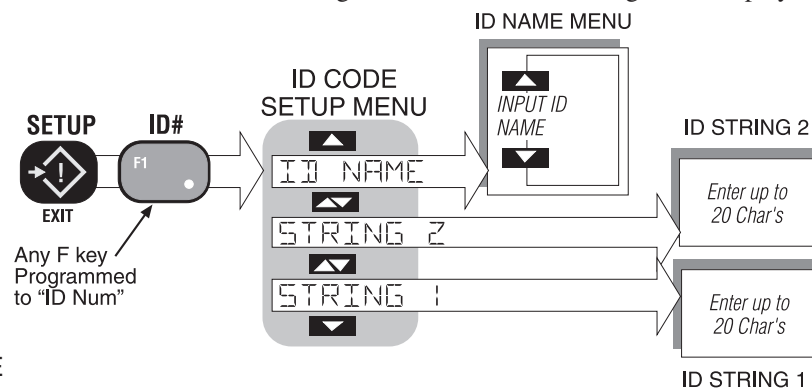 ID NAME MENU
INPUT ID
NAME
ID CODE
SETUP MENU
SETUP
ID#
F1
!
EXIT
Any F key
Programmed
to “ID Num”
ID NAME
STRING 2
STRING 1
ID STRING 2
Enter up to
20 Char's
Enter up to
20 Char's
ID STRING 1